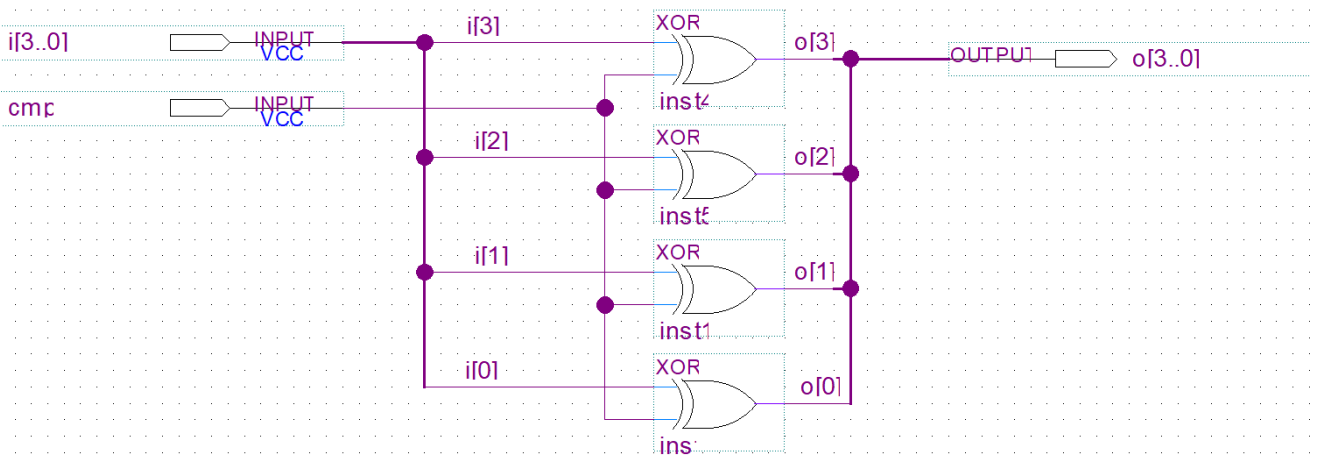 i[3..0]
INPUT
VCC
i[3]
XOR
inst4
o[3]
OUTPUT
o[3..0]
cmp
INPUT
VCC
i[2]
XOR
inst5
o[2]
i[1]
XOR
inst1
o[1]
i[0]
XOR
ins
o[0]